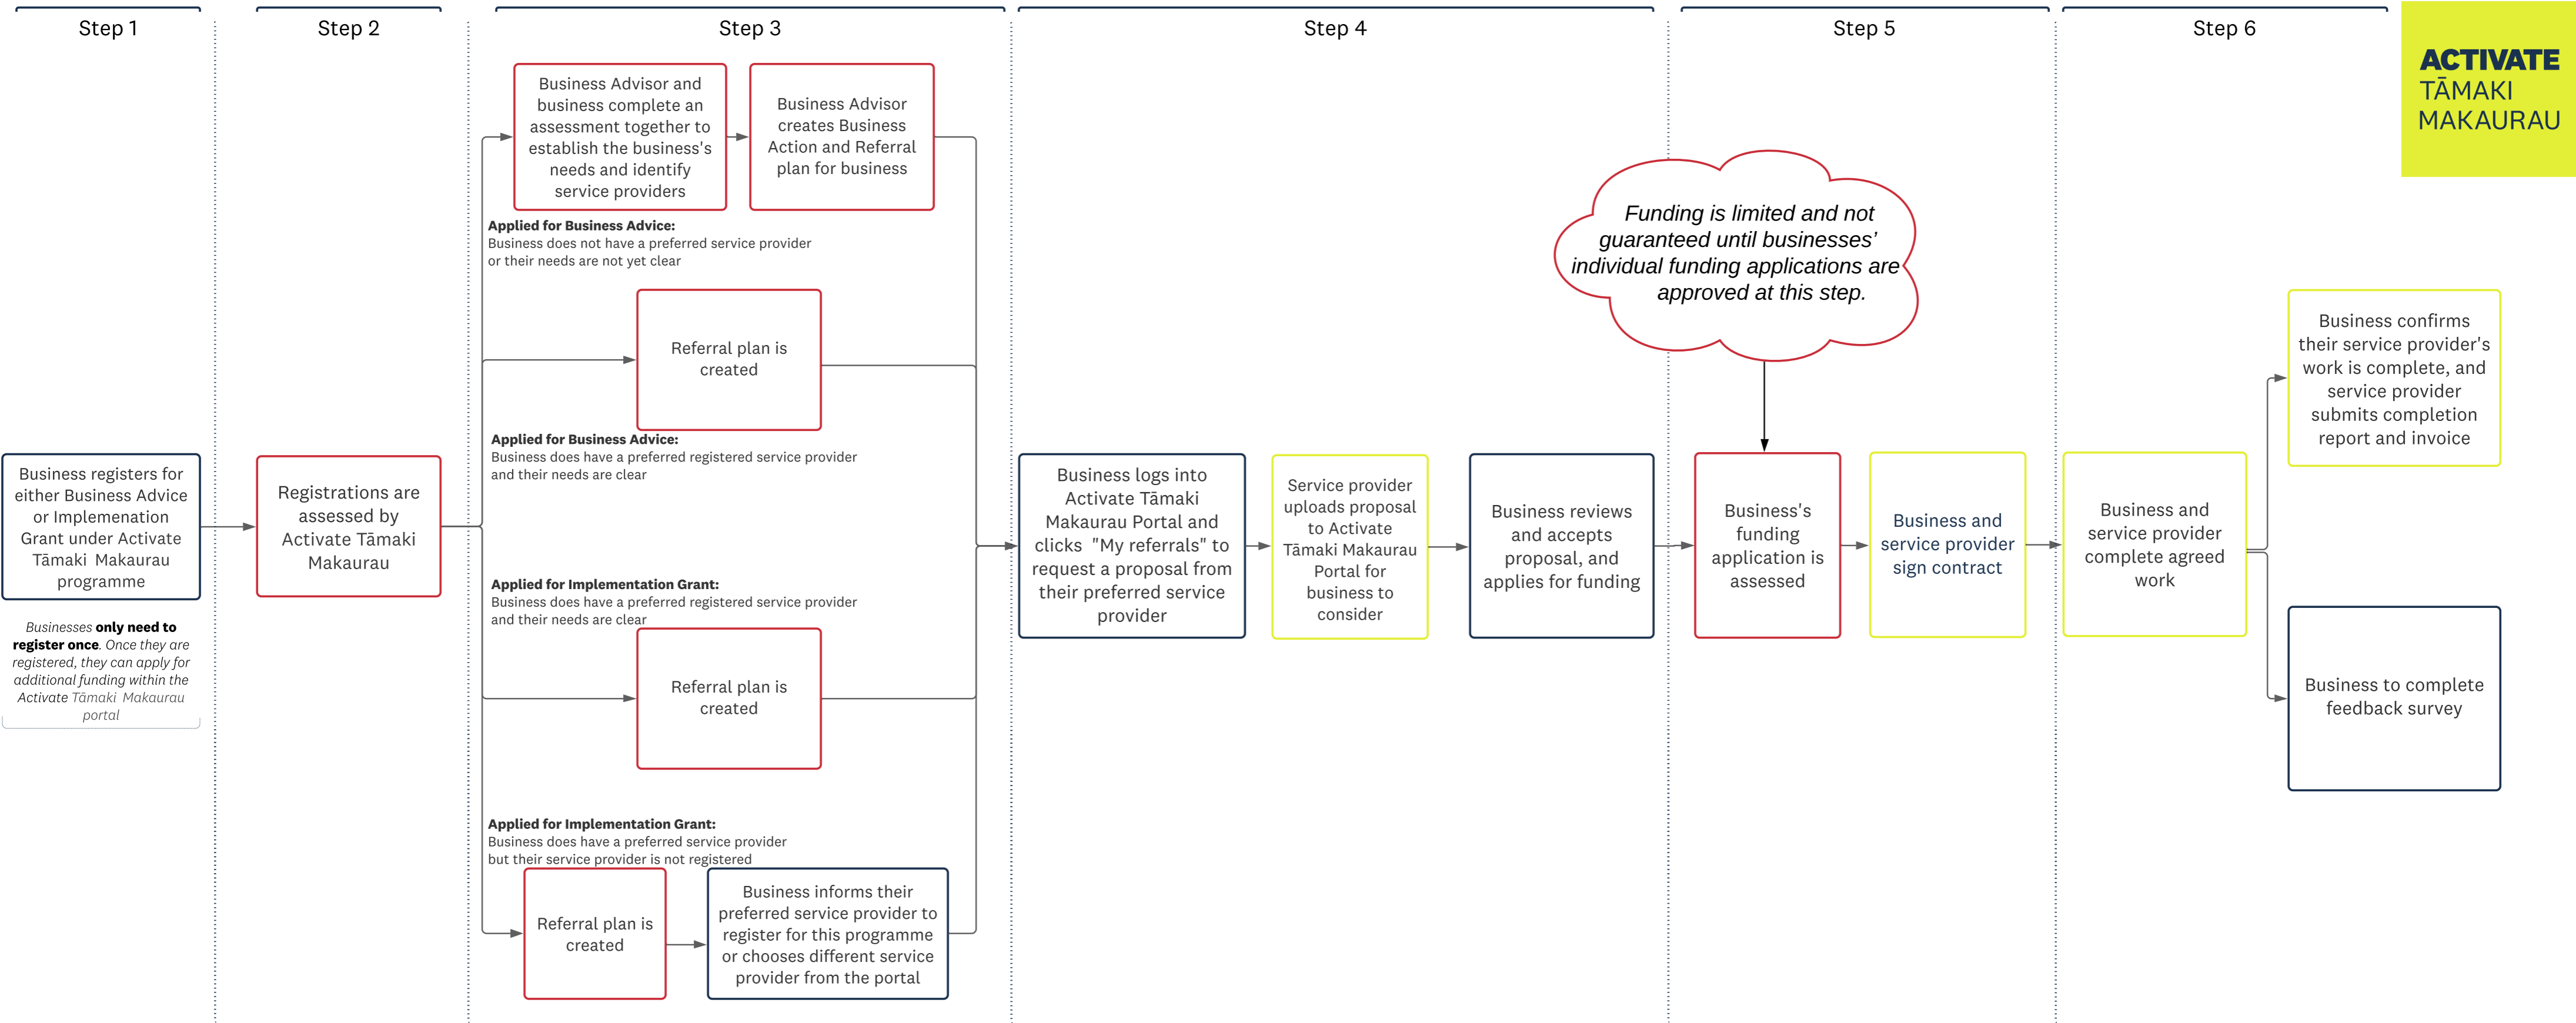 Step 1
Step 2
Step 3
Step 4
Step 5
Step 6
ACTIVATE
TĀMAKI
MAKAURAU
Business registers for
either Business Advice
or Implemenation
Grant under Activate
Tāmaki Makaurau
programme
Businesses only need to
register once. Once they are
registered, they can apply for
additional funding within the
Activate Tāmaki Makaurau
portal
Registrations are
assessed by
Activate Tāmaki
Makaurau
Business Advisor and
business complete an
assessment together to
establish the business's
needs and identify
service providers
Business Advisor
creates Business
Action and Referral
plan for business
Applied for Business Advice:
Business does not have a preferred service provider
or their needs are not yet clear
Referral plan is
created
Applied for Business Advice:
Business does have a preferred registered service provider
and their needs are clear
Applied for Implementation Grant:
Business does have a preferred registered service provider
and their needs are clear
Referral plan is
created
Applied for Implementation Grant:
Business does have a preferred service provider
but their service provider is not registered
Referral plan is
created
Business informs their
preferred service provider to
register for this programme
or chooses different service
provider from the portal
Business logs into
Activate Tāmaki
Makaurau Portal and
clicks "My referrals" to
request a proposal from
their preferred service
provider
Service provider
uploads proposal
to Activate
Tāmaki Makaurau
Portal for
business to
consider
Business reviews
and accepts
proposal, and
applies for funding
Funding is limited and not
guaranteed until businesses’
individual funding applications are
approved at this step.
Business's
funding
application is
assessed
Business and
service provider
sign contract
Business and
service provider
complete agreed
work
Business confirms
their service provider's
work is complete, and
service provider
submits completion
report and invoice
Business to complete
feedback survey